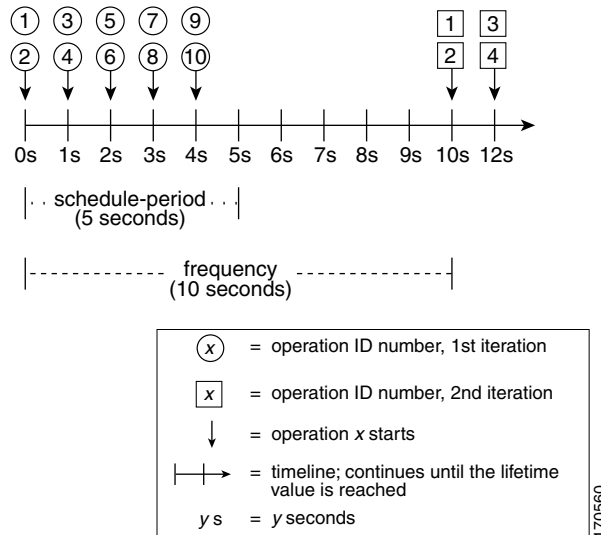 1 3 5 7 9 1 3
2 4 6 8 10 2 4
0s 1s 2s 3s 4s 5s 6s 7s 8s 9s 10s 12s
schedule-period
(5 seconds)
frequency
(10 seconds)
x = operation ID number, 1st iteration
x = operation ID number, 2nd iteration
= operation x starts
= timeline; continues until the lifetime
value is reached
y s = y seconds
170560